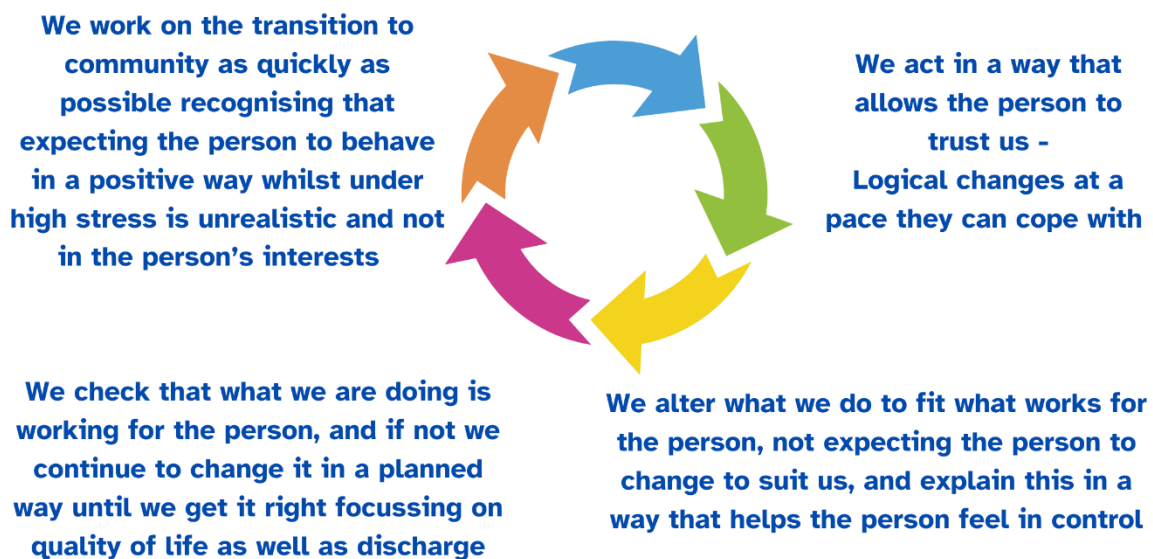 We work on the transition to
community as quickly as
possible recognising that
expecting the person to behave
in a positive way whilst under
high stress is unrealistic and not
in the person's interests
We act in a way that
allows the person to
trust us -
Logical changes at a
pace they can cope with
We check that what we are doing is
working for the person, and if not we
continue to change it in a planned
way until we get it right focussing on
quality of life as well as discharge
We alter what we do to fit what works for
the person, not expecting the person to
change to suit us, and explain this in a
way that helps the person feel in control